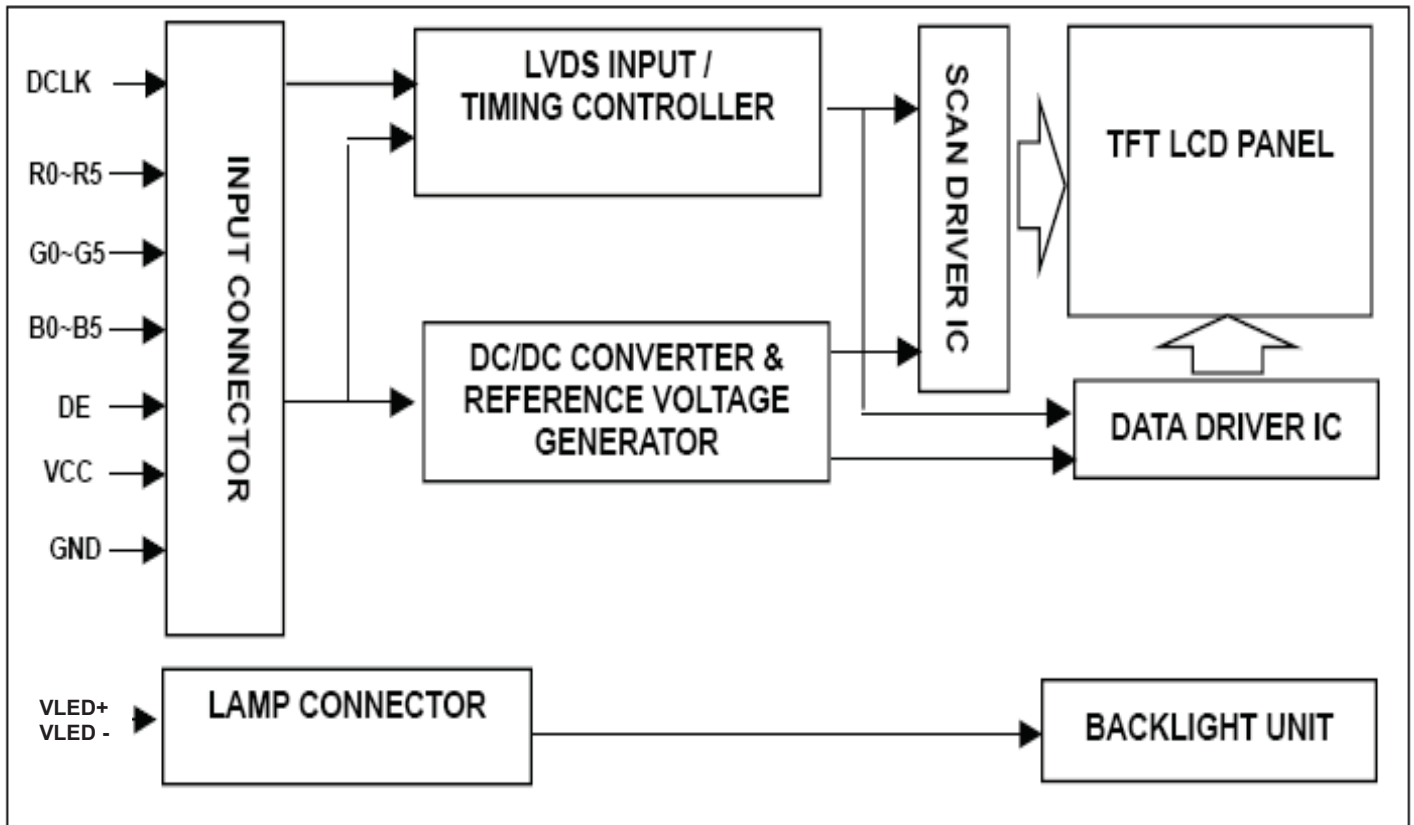 DCLK
R0~R5
G0~G5
B0~B5
DE
VCC
GND
INPUT CONNECTOR
LVDS INPUT /
TIMING CONTROLLER
DC/DC CONVERTER &
REFERENCE VOLTAGE
GENERATOR
SCAN DRIVER IC
TFT LCD PANEL
DATA DRIVER IC
VLED+
VLED -
LAMP CONNECTOR
BACKLIGHT UNIT